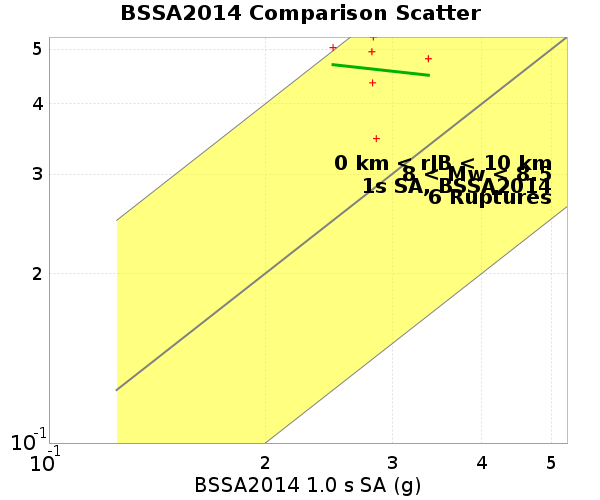 BSSA2014 Comparison Scatter
5
4
3
2
10^-1
0 km < rJB < 10 km
8 < Mw < 8.5
1s SA, BSSA2014
6 Ruptures
10^-1
2 3 4 5
BSSA2014 1.0 s SA (g)